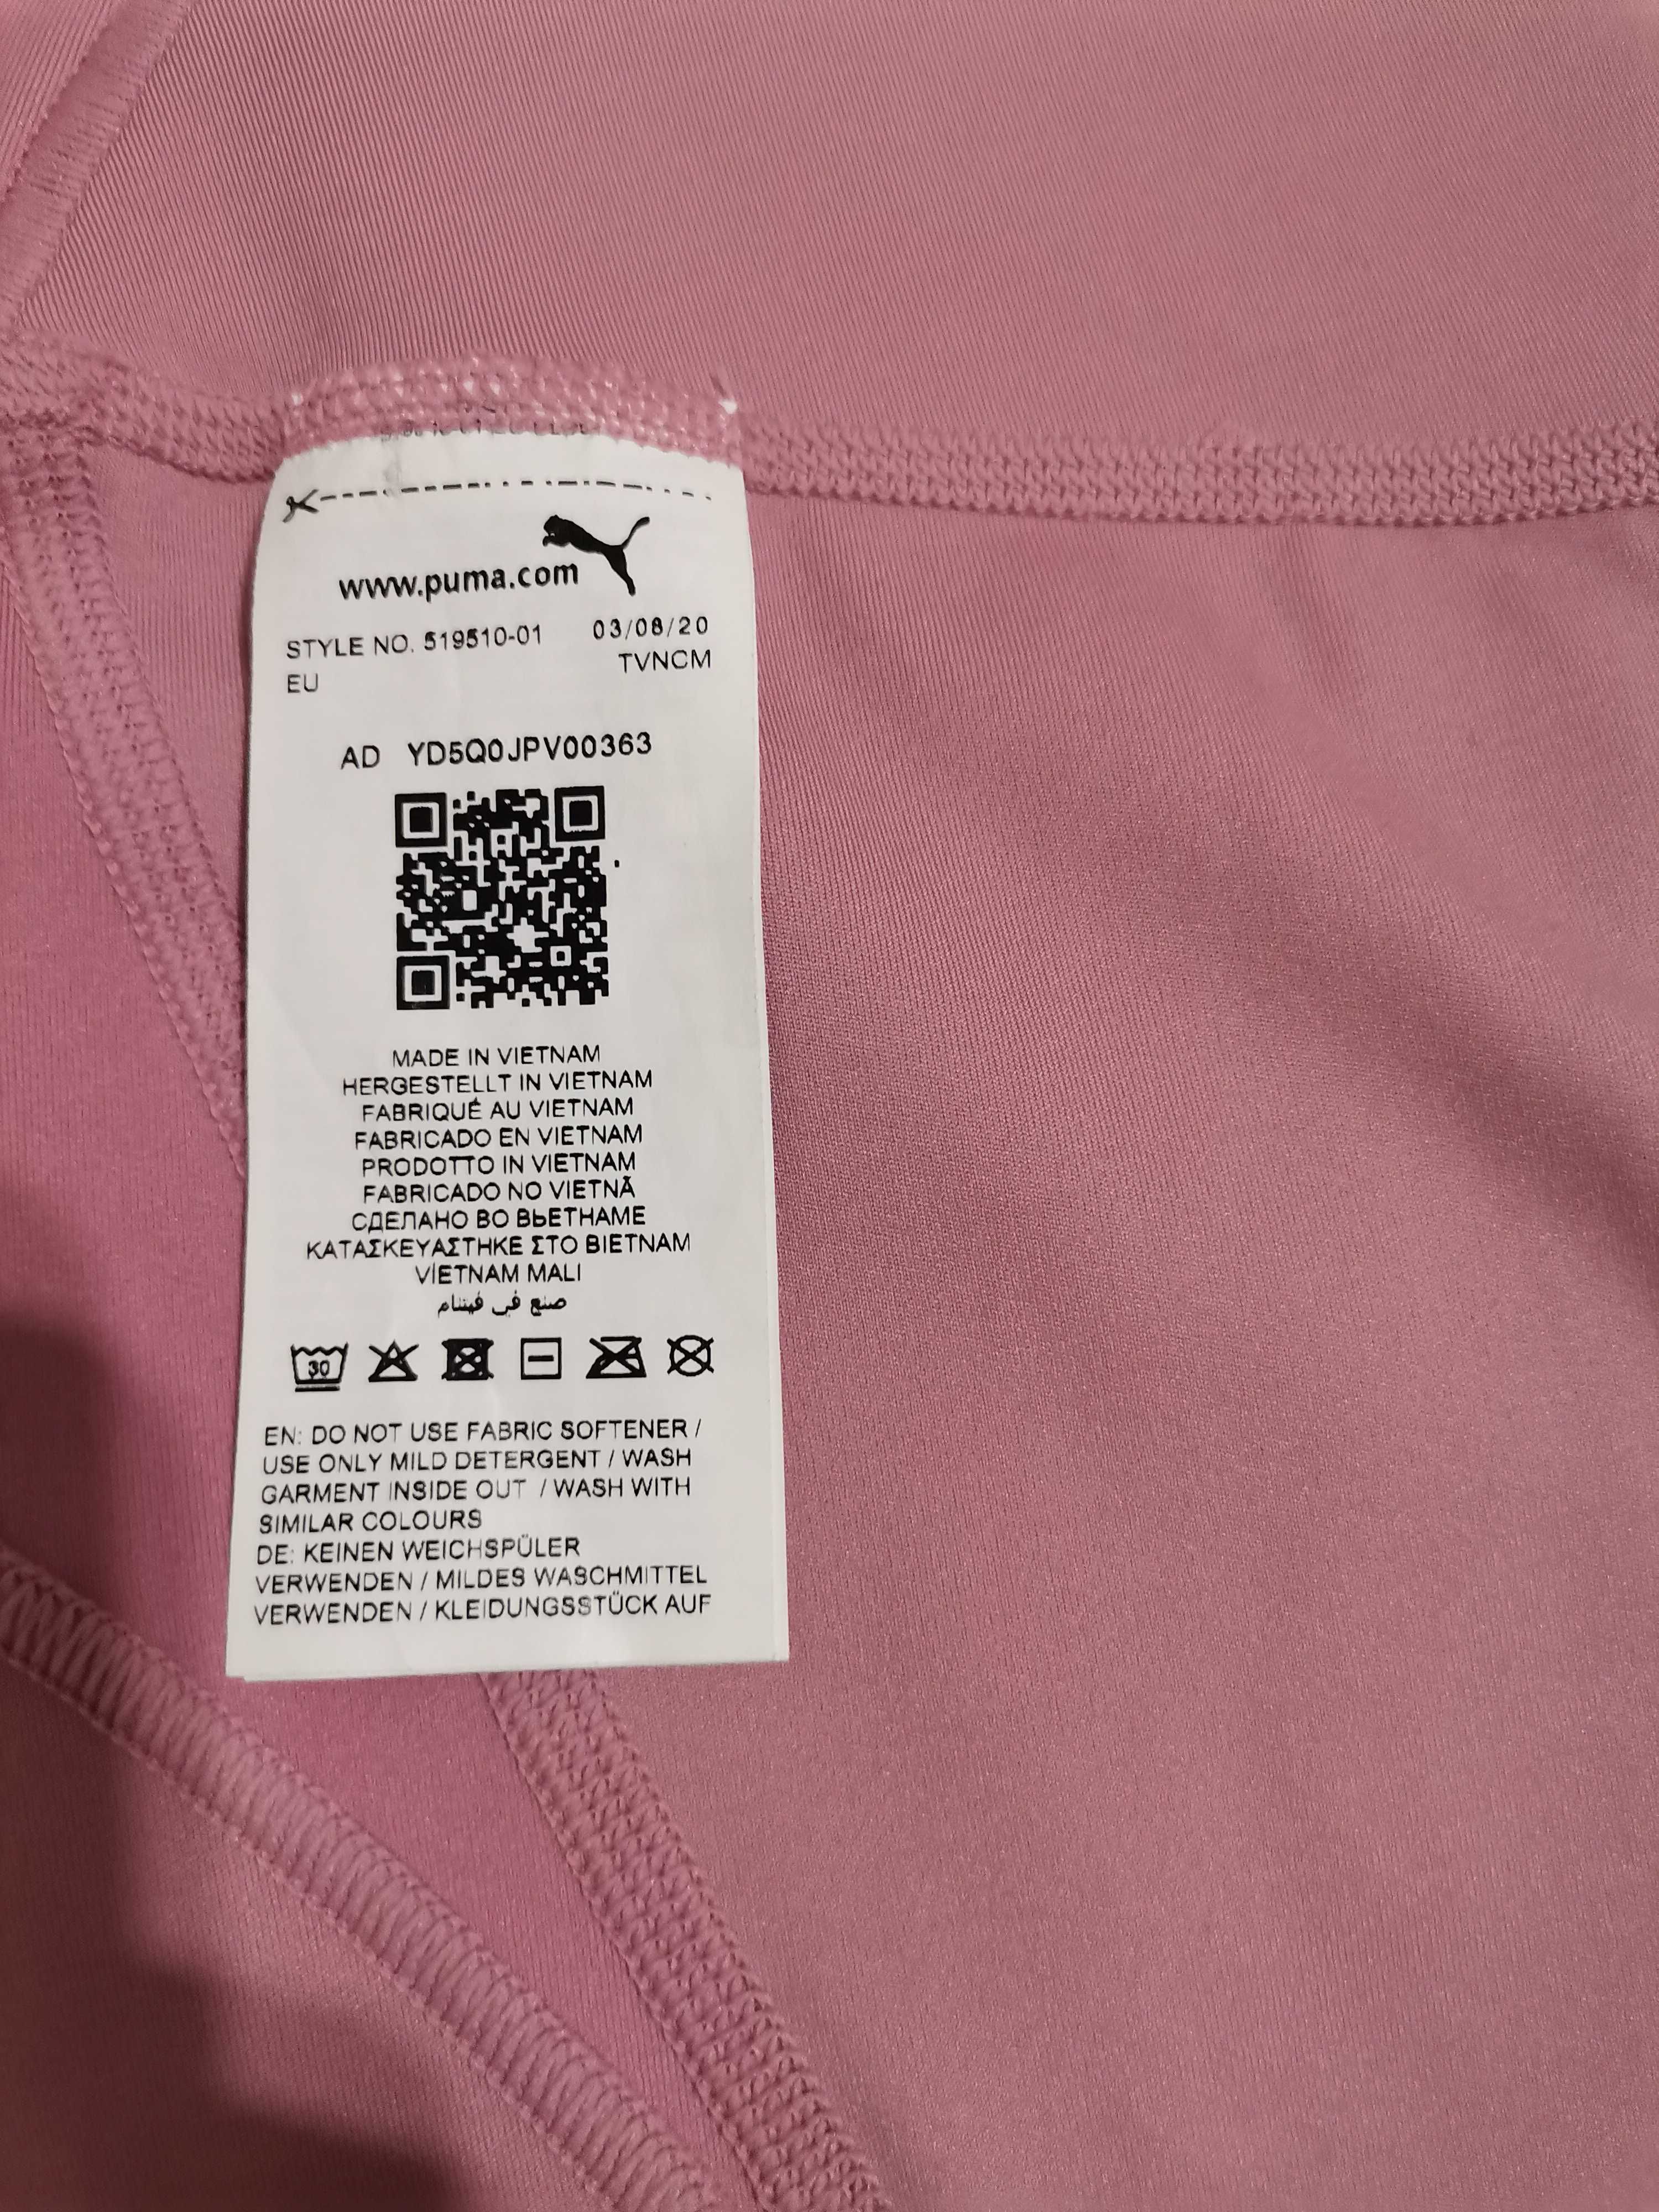 www.puma.com
STYLE NO. 519510-01 03/08/20
EU TVNCM
AD YD5Q0JPV00363
MADE IN VIETNAM
HERGESTELLT IN VIETNAM
FABRIQUÉ AU VIETNAM
FABRICADO EN VIETNAM
PRODOTTO IN VIETNAM
FABRICADO NO VIETNÃ
СДЕЛАНО ВО ВЬЕТНАМЕ
ΚΑΤΑΣΚΕΥΑΣΤΗΚΕ ΣΤΟ ΒΙΕΤΝΑΜ
VIETNAM MALI
صنع في فيتنام
30
EN: DO NOT USE FABRIC SOFTENER /
USE ONLY MILD DETERGENT / WASH
GARMENT INSIDE OUT / WASH WITH
SIMILAR COLOURS
DE: KEINEN WEICHSPÜLER
VERWENDEN / MILDES WASCHMITTEL
VERWENDEN / KLEIDUNGSSTÜCK AUF